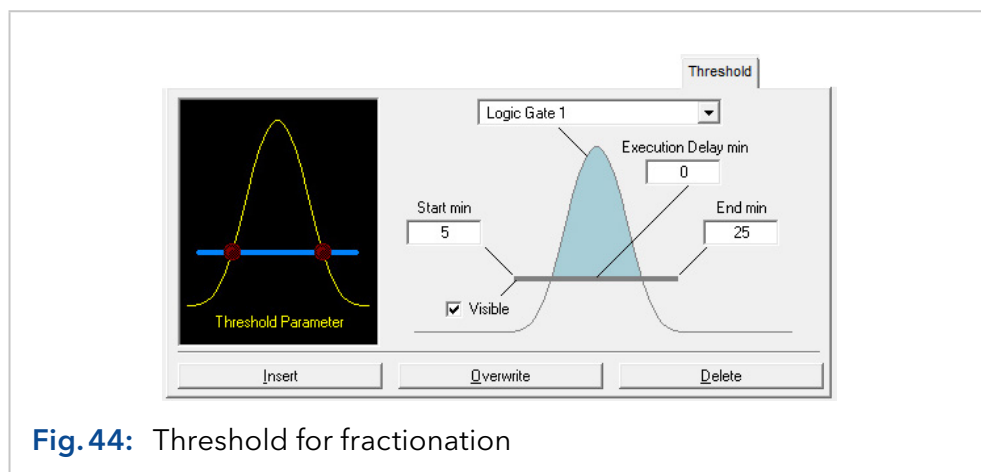 Threshold
Logic Gate 1
Execution Delay min
0
Start min
5
End min
25
Visible
Threshold Parameter
Insert
Overwrite
Delete
Fig. 44: Threshold for fractionation